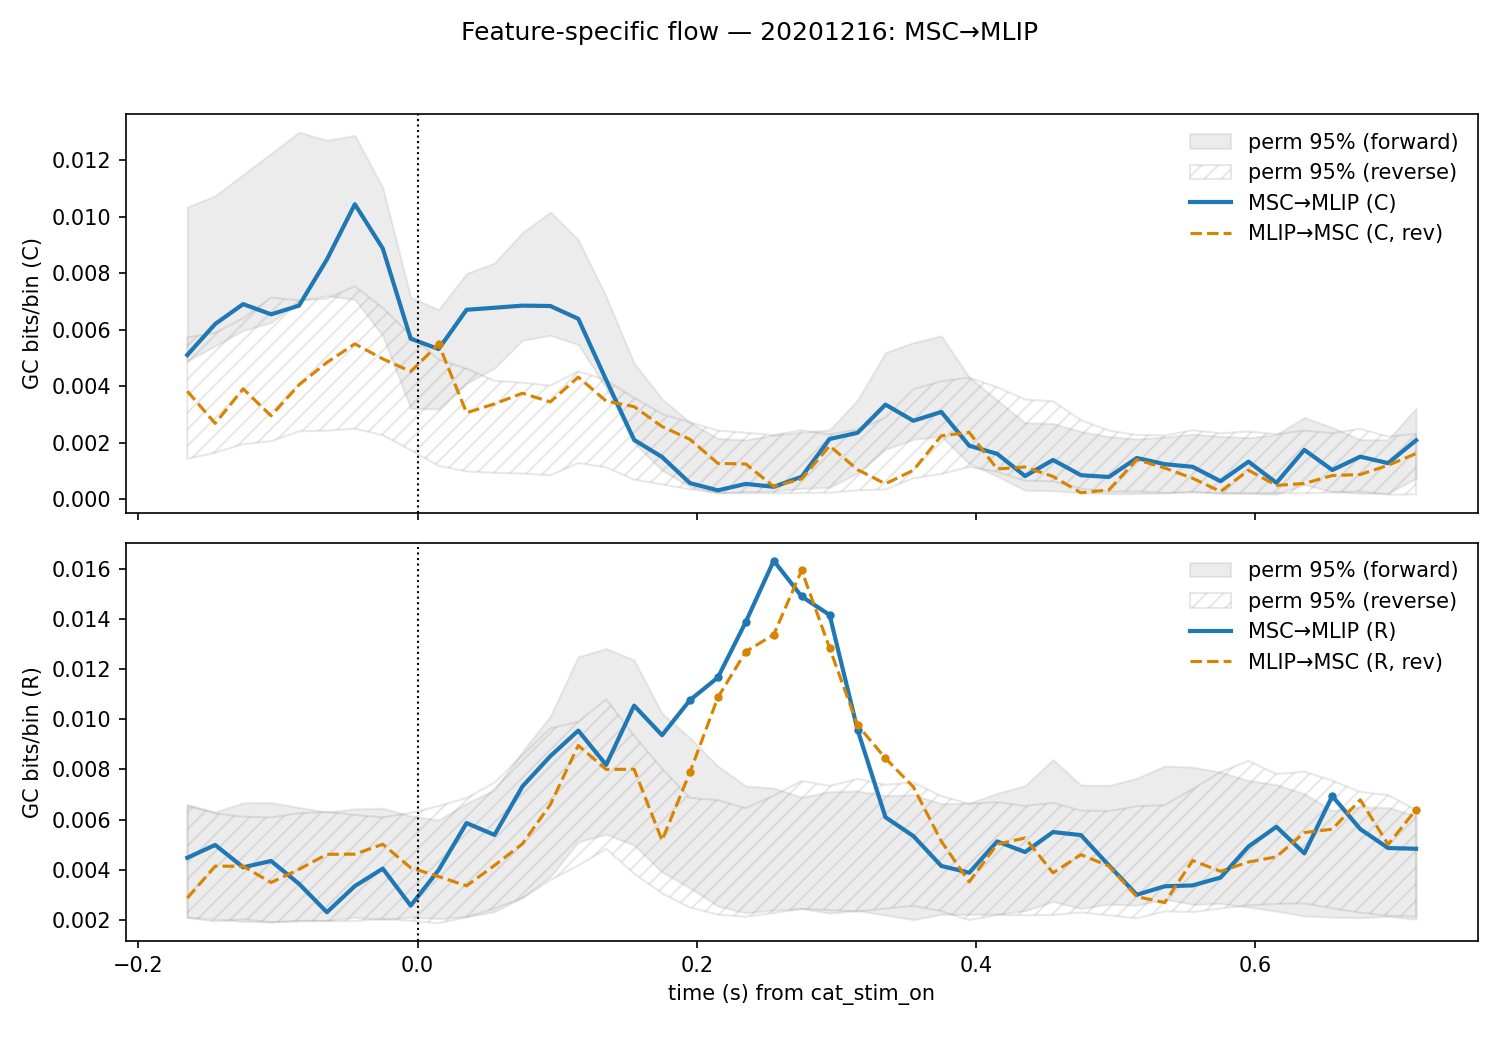 Feature-specific flow — 20201216: MSC→MLIP
GC bits/bin (C)
0.012
0.010
0.008
0.006
0.004
0.002
0.000
perm 95% (forward)
perm 95% (reverse)
MSC→MLIP (C)
MLIP→MSC (C, rev)
GC bits/bin (R)
0.016
0.014
0.012
0.010
0.008
0.006
0.004
0.002
perm 95% (forward)
perm 95% (reverse)
MSC→MLIP (R)
MLIP→MSC (R, rev)
−0.2 0.0 0.2 0.4 0.6
time (s) from cat_stim_on